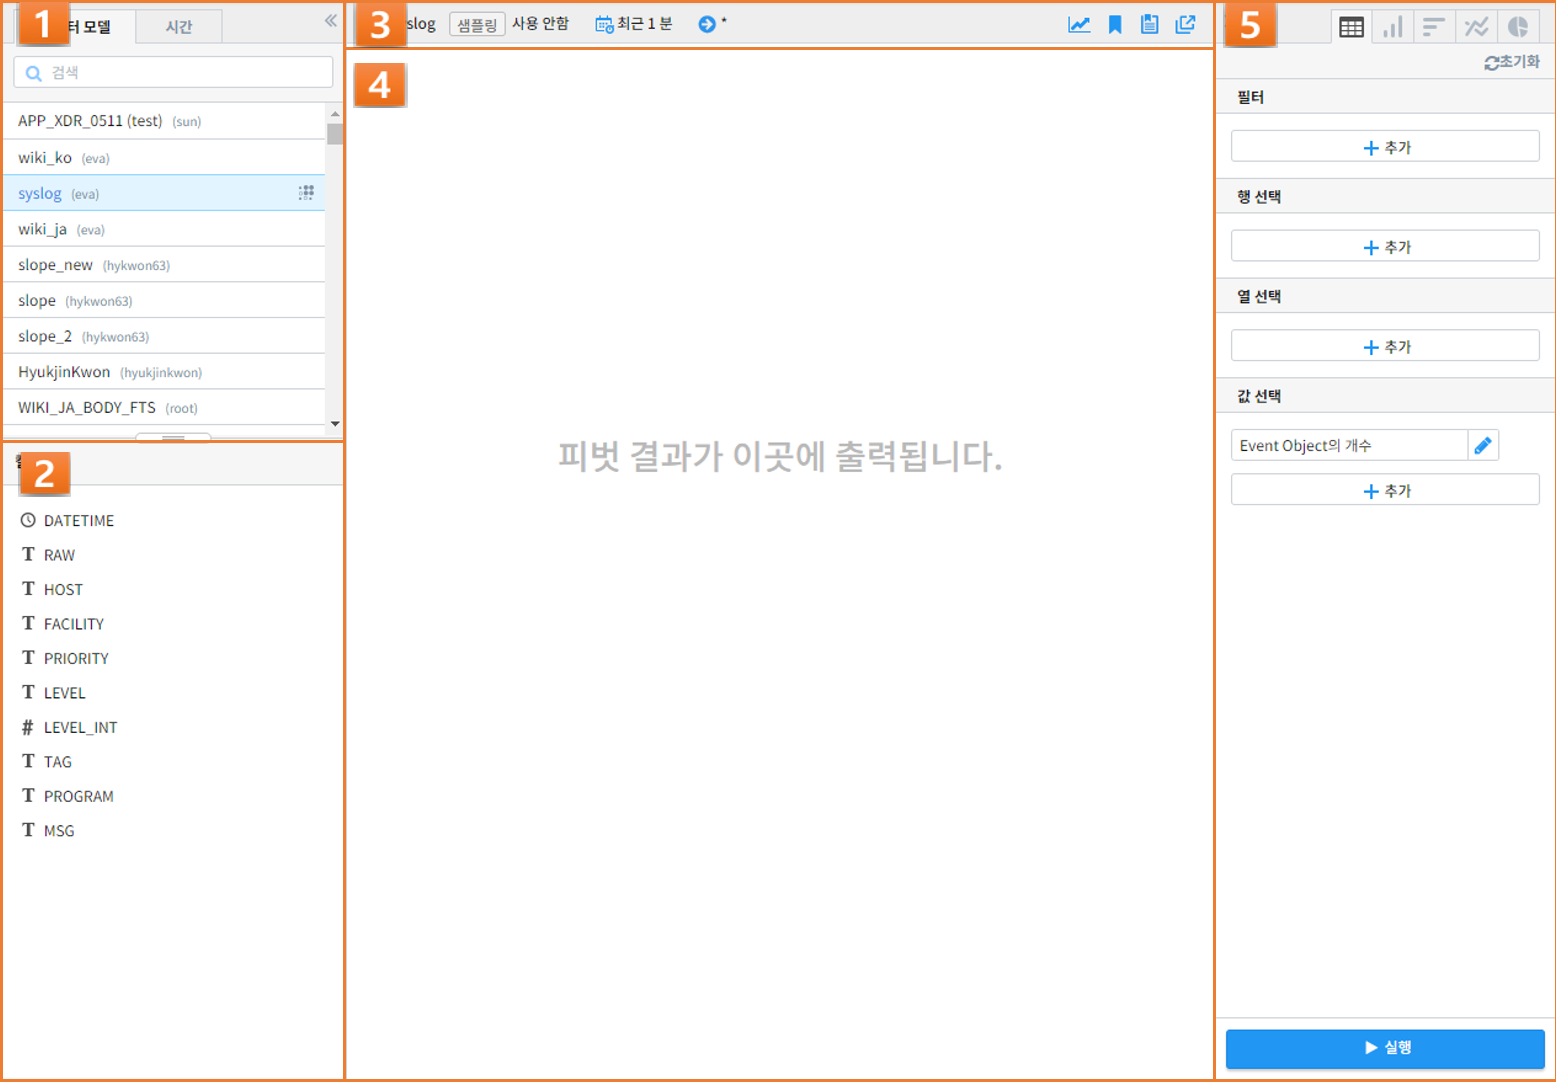 1
터 모델
시간
검색
APP_XDR_0511 (test) (sun)
wiki_ko (eva)
syslog (eva)
wiki_ja (eva)
slope_new (hykwon63)
slope (hykwon63)
slope_2 (hykwon63)
HyukjinKwon (hyukjinkwon)
WIKI_JA_BODY_FTS (root)
2
DATETIME
RAW
HOST
FACILITY
PRIORITY
LEVEL
LEVEL_INT
TAG
PROGRAM
MSG
3
slog 샘플링 사용 안함 최근 1 분 *
4
피벗 결과가 이곳에 출력됩니다.
5
초기화
필터
+ 추가
행 선택
+ 추가
열 선택
+ 추가
값 선택
Event Object의 개수
+ 추가
실행